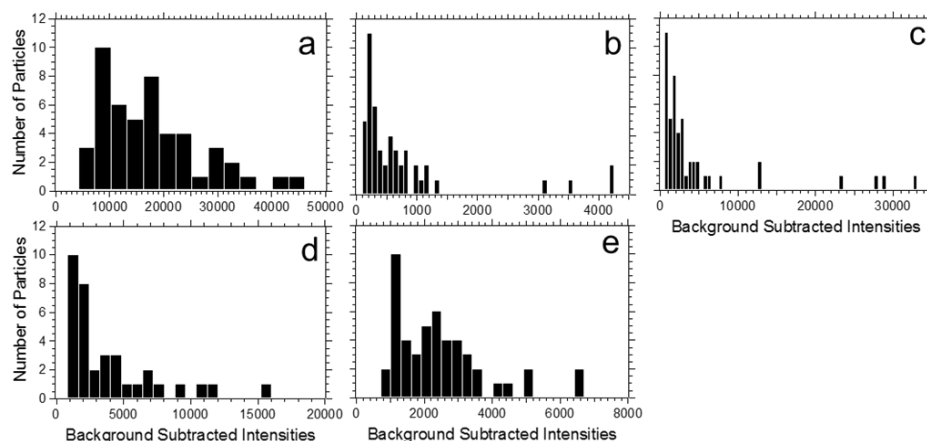 a
b
c
Number of Particles
12
10
8
6
4
2
0
0 10000 20000 30000 40000 50000
0 1000 2000 3000 4000
0 10000 20000 30000
Background Subtracted Intensities
d
e
Number of Particles
12
10
8
6
4
2
0
0 5000 10000 15000 20000
0 2000 4000 6000 8000
Background Subtracted Intensities
Background Subtracted Intensities